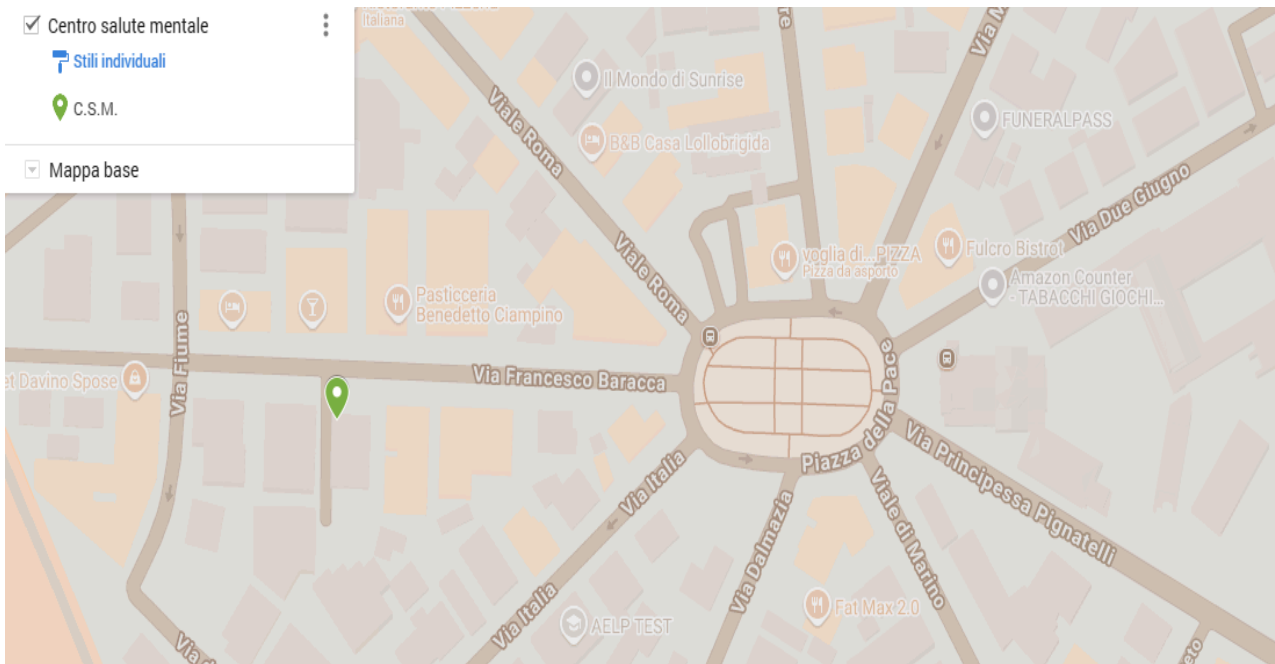 Centro salute mentale
Stili individuali
C.S.M.
Mappa base
Italiana
Viale Roma
Il Mondo di Sunrise
B&B Casa Lollobrigida
FUNERALPASS
Via Due Giugno
Viale Roma
voglia di...PIZZA
Pizza da asporto
Fulcro Bistrot
Amazon Counter
- TABACCHI GIOCHI...
Pasticceria
Benedetto Ciampino
Via Fiume
Via Francesco Baracca
et Davino Spose
Piazza della Pace
Via Italia
Via Principessa Pignatelli
Viale di Marino
Via Dalmazia
Via Italia
AELP TEST
Fat Max 2.0